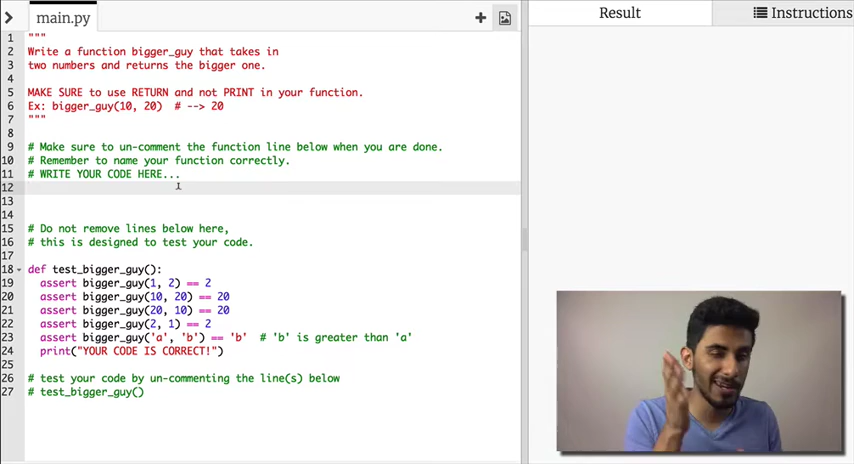 main.py
Result
Instructions
1 """
2 Write a function bigger_guy that takes in
3 two numbers and returns the bigger one.
4
5 MAKE SURE to use RETURN and not PRINT in your function.
6 Ex: bigger_guy(10, 20)  # --> 20
7 """
8
9 # Make sure to un-comment the function line below when you are done.
10 # Remember to name your function correctly.
11 # WRITE YOUR CODE HERE...
12
13
14
15 # Do not remove lines below here,
16 # this is designed to test your code.
17
18 def test_bigger_guy():
19   assert bigger_guy(1, 2) == 2
20   assert bigger_guy(10, 20) == 20
21   assert bigger_guy(20, 10) == 20
22   assert bigger_guy(2, 1) == 2
23   assert bigger_guy('a', 'b') == 'b'  # 'b' is greater than 'a'
24   print("YOUR CODE IS CORRECT!")
25
26 # test your code by un-commenting the line(s) below
27 # test_bigger_guy()